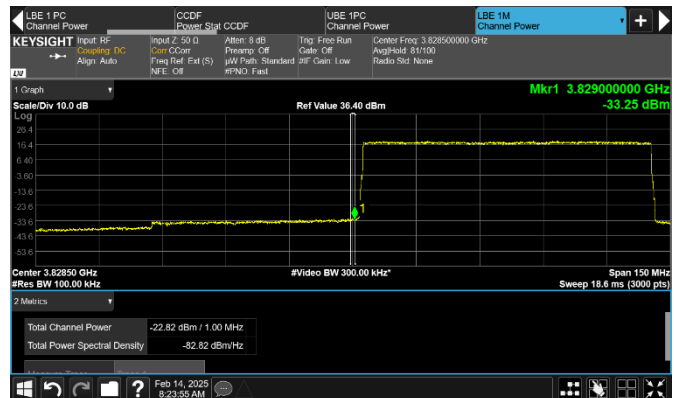 LBE 1 PC
Channel Power
CCDF
Power Stat CCDF
UBE 1PC
Channel Power
LBE 1M
Channel Power
KEYSIGHT
Input: RF
Coupling: DC
Align: Auto
Input Z: 50 Ω
Corr CCorr
Freq Ref: Ext (S)
NFE: Off
Atten: 8 dB
Preamp: Off
µW Path: Standard
#PNO: Fast
Trig: Free Run
Gate: Off
#IF Gain: Low
Center Freq: 3.828500000 GHz
Avg|Hold: 81/100
Radio Std: None
LXI
1 Graph
Mkr1 3.829000000 GHz
Scale/Div 10.0 dB
Ref Value 36.40 dBm
-33.25 dBm
Log
26.4
16.4
6.40
-3.60
-13.6
-23.6
-33.6
-43.6
-53.6
1
Center 3.82850 GHz
#Video BW 300.00 kHz*
Span 150 MHz
#Res BW 100.00 kHz
Sweep 18.6 ms (3000 pts)
2 Metrics
Total Channel Power -22.82 dBm / 1.00 MHz
Total Power Spectral Density -82.82 dBm/Hz
?
Feb 14, 2025
8:23:55 AM